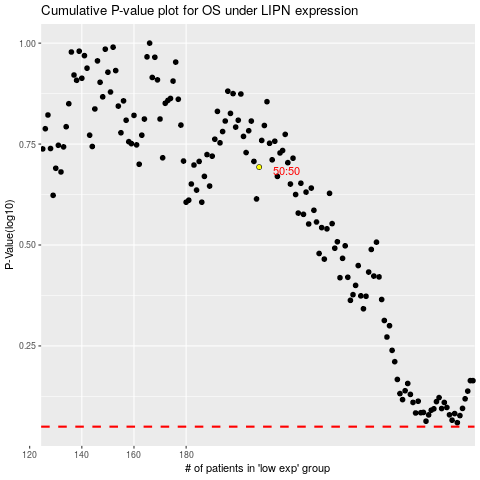 Cumulative P-value plot for OS under LIPN expression
P-Value(log10)
1.00
0.75
0.50
0.25
50:50
120 140 160 180
# of patients in 'low exp' group